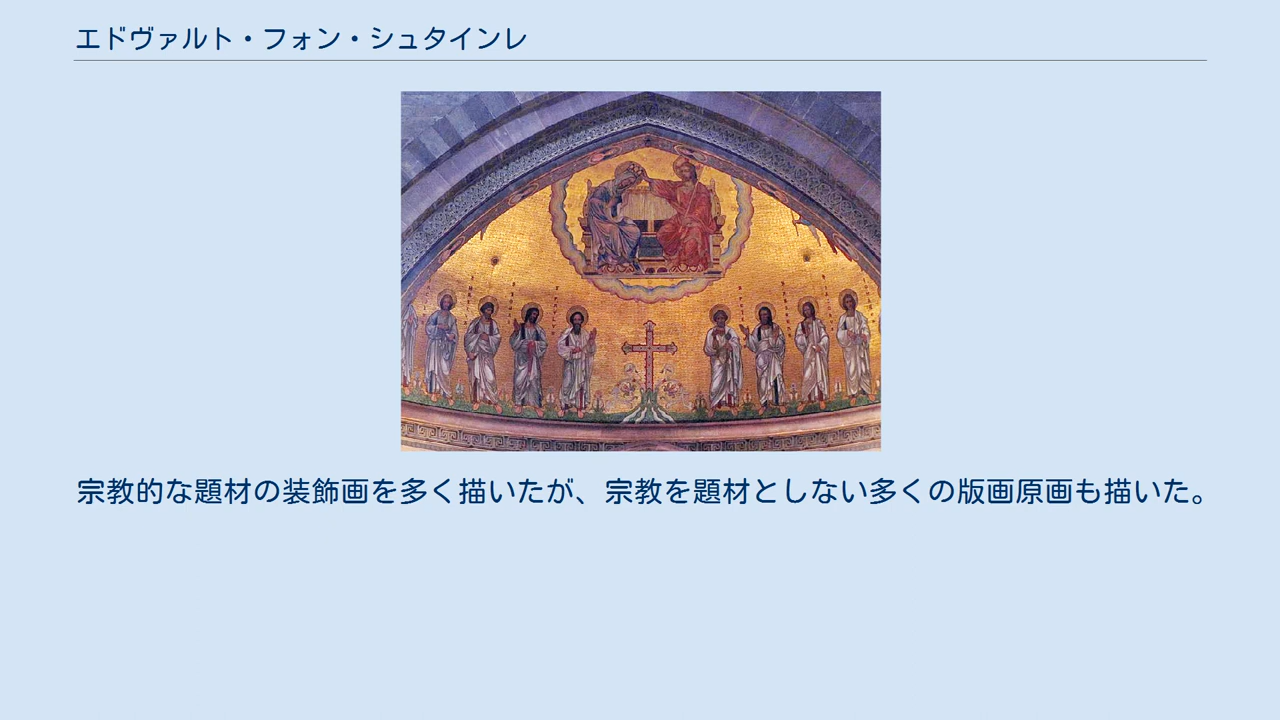 エドヴァルト・フォン・シュタインレ
宗教的な題材の装飾画を多く描いたが、宗教を題材としない多くの版画原画も描いた。